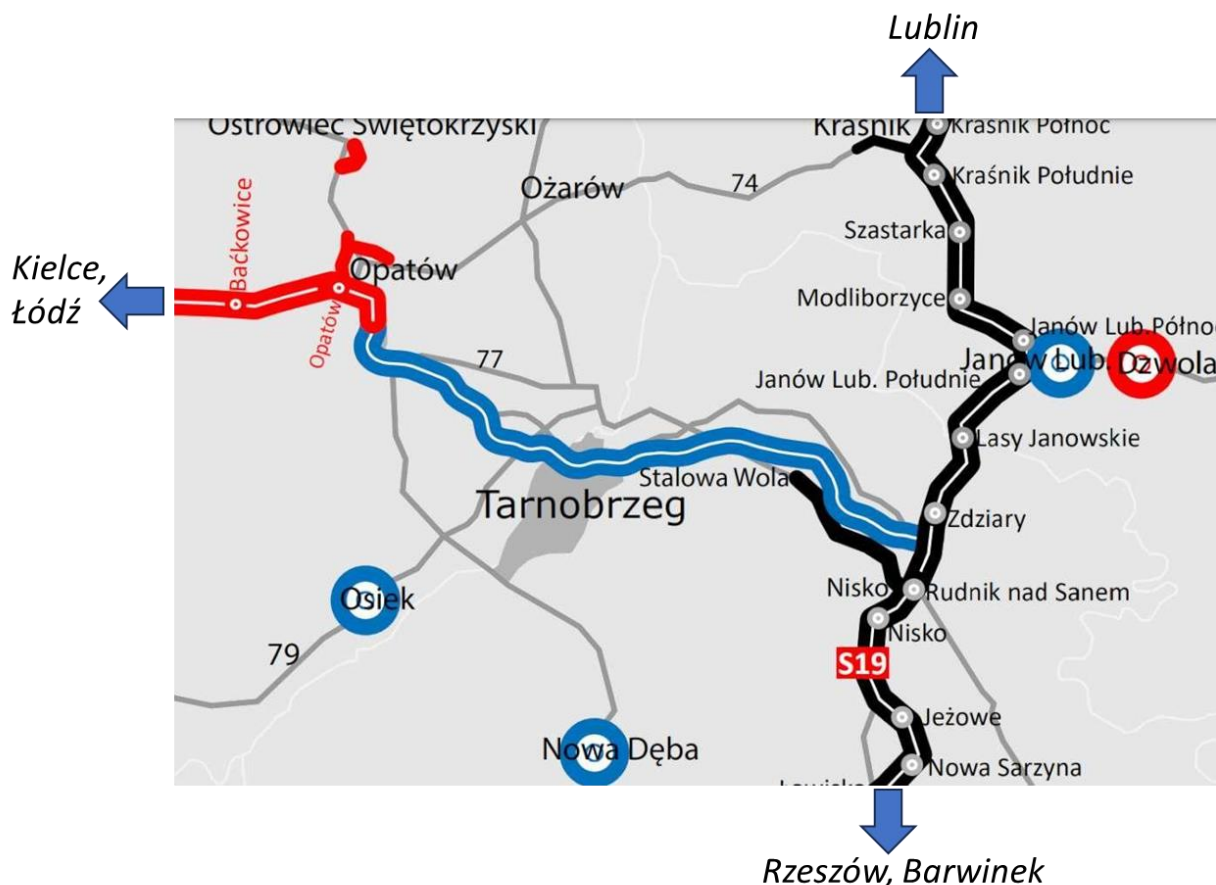 Lublin
Ostrowiec Świętokrzyski
Kraśnik
Kraśnik Północ
Ożarów
74
Kraśnik Południe
Baćkowice
Szastarka
Kielce,
Łódź
Opatów
Opatów
Modliborzyce
Janów Lub.Północ
77
Janów Lub.
Dzwola
Janów Lub. Południe
Lasy Janowskie
Stalowa Wola
Tarnobrzeg
Zdziary
Osiek
Nisko
Rudnik nad Sanem
Nisko
79
S19
Jeżowe
Nowa Dęba
Nowa Sarzyna
Rzeszów, Barwinek